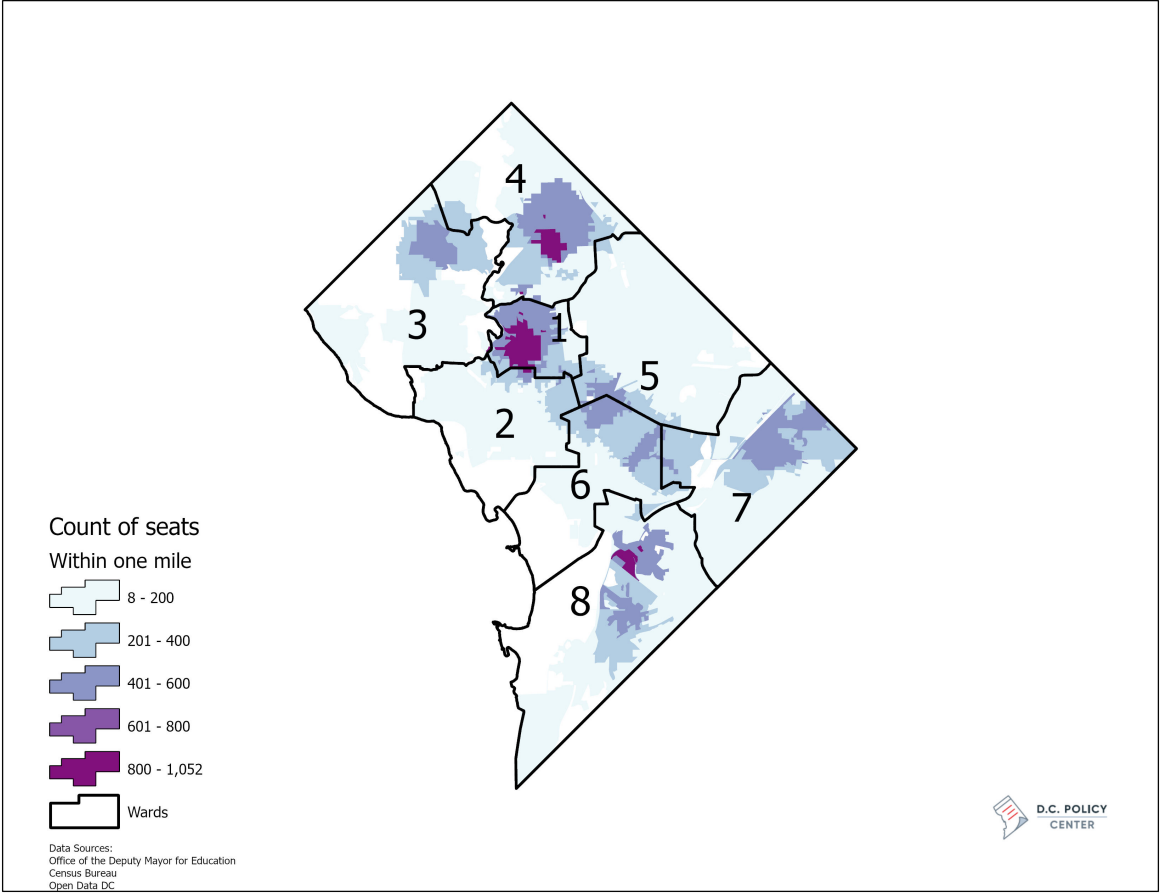 4
3
1
5
2
6
7
8
Count of seats
Within one mile
8 - 200
201 - 400
401 - 600
601 - 800
800 - 1,052
Wards
Data Sources:
Office of the Deputy Mayor for Education
Census Bureau
Open Data DC
D.C. POLICY
CENTER